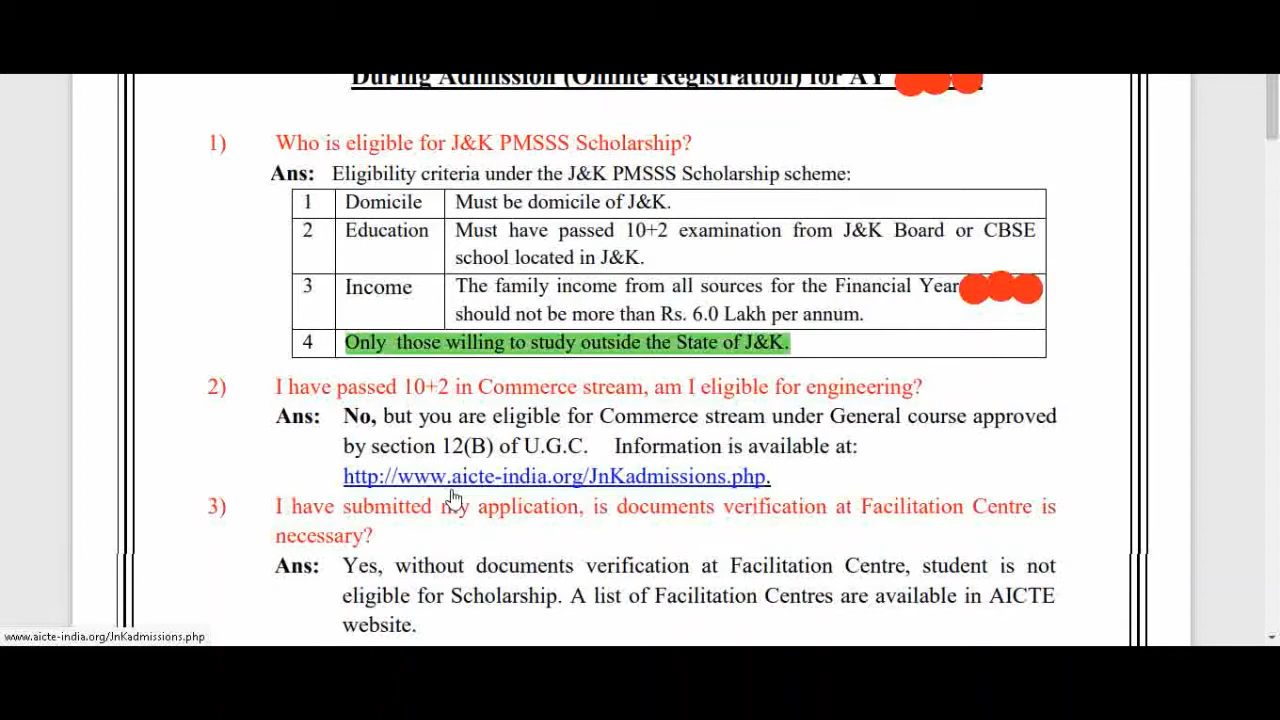 During Admission (Online Registration) for AY
1) Who is eligible for J&K PMSSS Scholarship?
Ans: Eligibility criteria under the J&K PMSSS Scholarship scheme:
1 Domicile Must be domicile of J&K.
2 Education Must have passed 10+2 examination from J&K Board or CBSE
school located in J&K.
3 Income The family income from all sources for the Financial Year
should not be more than Rs. 6.0 Lakh per annum.
4 Only those willing to study outside the State of J&K.
2) I have passed 10+2 in Commerce stream, am I eligible for engineering?
Ans: No, but you are eligible for Commerce stream under General course approved
by section 12(B) of U.G.C. Information is available at:
http://www.aicte-india.org/JnKadmissions.php.
3) I have submitted my application, is documents verification at Facilitation Centre is
necessary?
Ans: Yes, without documents verification at Facilitation Centre, student is not
eligible for Scholarship. A list of Facilitation Centres are available in AICTE
website.
www.aicte-india.org/JnKadmissions.php